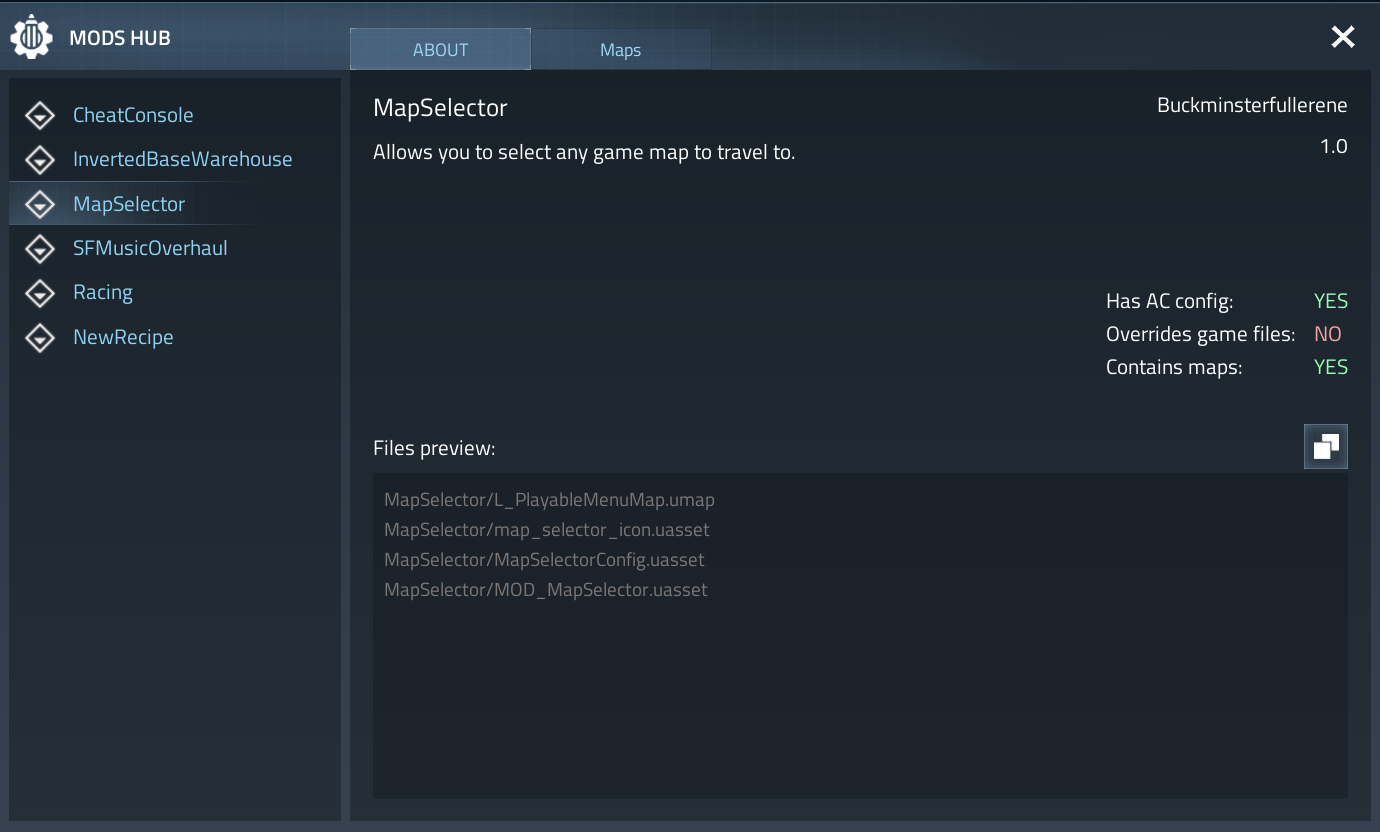 MODS HUB
ABOUT
Maps
CheatConsole
InvertedBaseWarehouse
MapSelector
SFMusicOverhaul
Racing
NewRecipe
MapSelector
Buckminsterfullerene
Allows you to select any game map to travel to.
1.0
Has AC config: YES
Overrides game files: NO
Contains maps: YES
Files preview:
MapSelector/L_PlayableMenuMap.umap
MapSelector/map_selector_icon.uasset
MapSelector/MapSelectorConfig.uasset
MapSelector/MOD_MapSelector.uasset